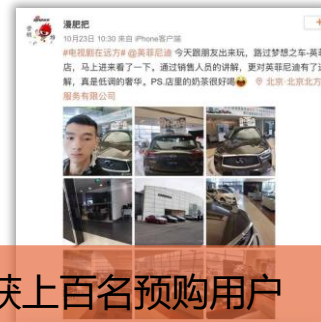 潘肥把
10月23日 10:30 来自 iPhone客户端
#电视剧在远方# @英菲尼迪 今天跟朋友出来玩，路过梦想之车-英菲
店，马上进来看了一下。通过销售人员的讲解，更对英菲尼迪有了
解，真是低调的奢华。PS.店里的奶茶很好喝 北京·北京北方
服务有限公司
获上百名预购用户